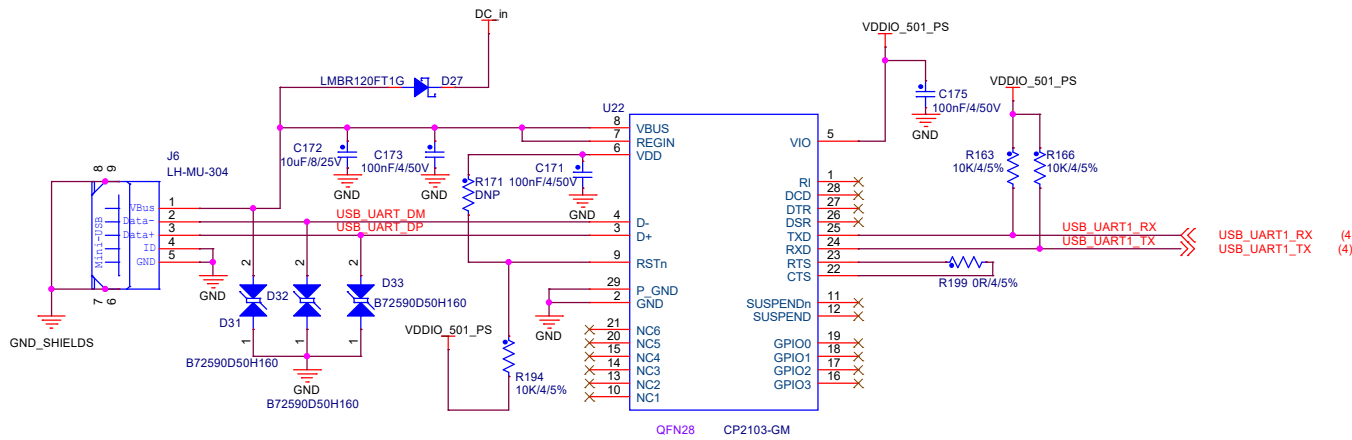 DC_in
VDDIO_501_PS
LMBR120FT1G
D27
VDDIO_501_PS
C175
100nF/4/50V
GND
U22
8
VBUS
7
REGIN
6
VDD
5
VIO
C172
10uF/8/25V
GND
C173
100nF/4/50V
GND
R171
DNP
C171
100nF/4/50V
GND
R163
10K/4/5%
R166
10K/4/5%
J6
LH-MU-304
8
9
Mini-USB
VBus
1
Data-
2
Data+
3
ID
4
GND
5
7
6
GND
GND_SHIELDS
USB_UART_DM
USB_UART_DP
4
D-
3
D+
9
RSTn
29
P_GND
2
GND
GND
21
NC6
20
NC5
15
NC4
14
NC3
13
NC2
10
NC1
RI
1
DCD
28
DTR
27
DSR
26
TXD
25
RXD
24
RTS
23
CTS
22
SUSPENDn
11
SUSPEND
12
GPIO0
19
GPIO1
18
GPIO2
17
GPIO3
16
USB_UART1_RX
USB_UART1_TX
USB_UART1_RX
(4
USB_UART1_TX
(4)
R199 0R/4/5%
2
2
2
D31
D32
D33
B72590D50H160
1
1
1
B72590D50H160
GND
B72590D50H160
VDDIO_501_PS
R194
10K/4/5%
QFN28
CP2103-GM